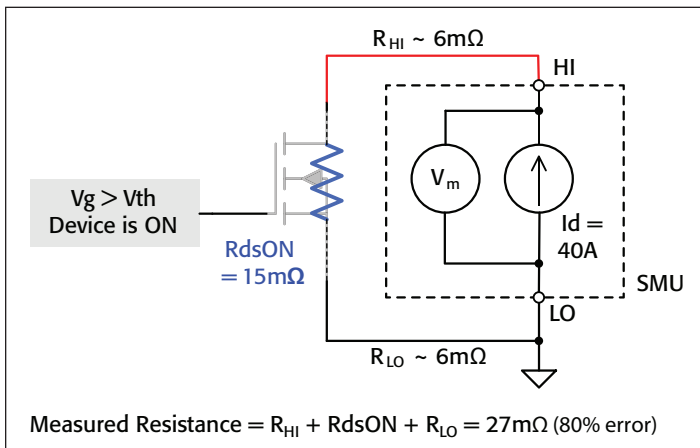 R_HI ~ 6mΩ
HI
V_m
Vg > Vth
Device is ON
RdsON
= 15mΩ
Id =
40A
SMU
LO
R_LO ~ 6mΩ
Measured Resistance = R_HI + RdsON + R_LO = 27mΩ (80% error)